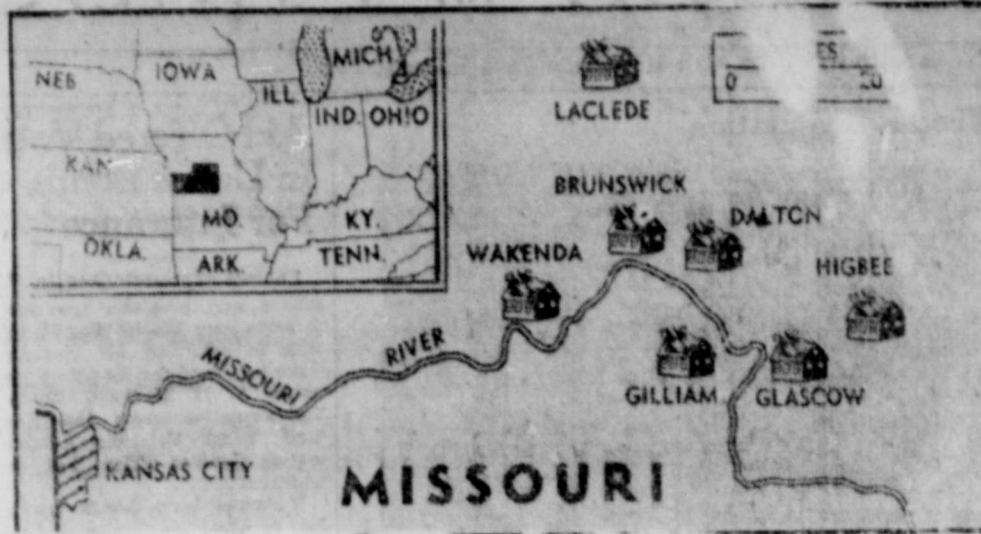 NEB
IOWA
MICH.
ILL.
IND. OHIO
KAN
MO.
KY.
OKLA.
ARK.
TENN.
LACLEDE
0
BRUNSWICK
DALTON
WAKENDA
HIGBEE
MISSOURI RIVER
GILLIAM
GLASCOW
KANSAS CITY
MISSOURI